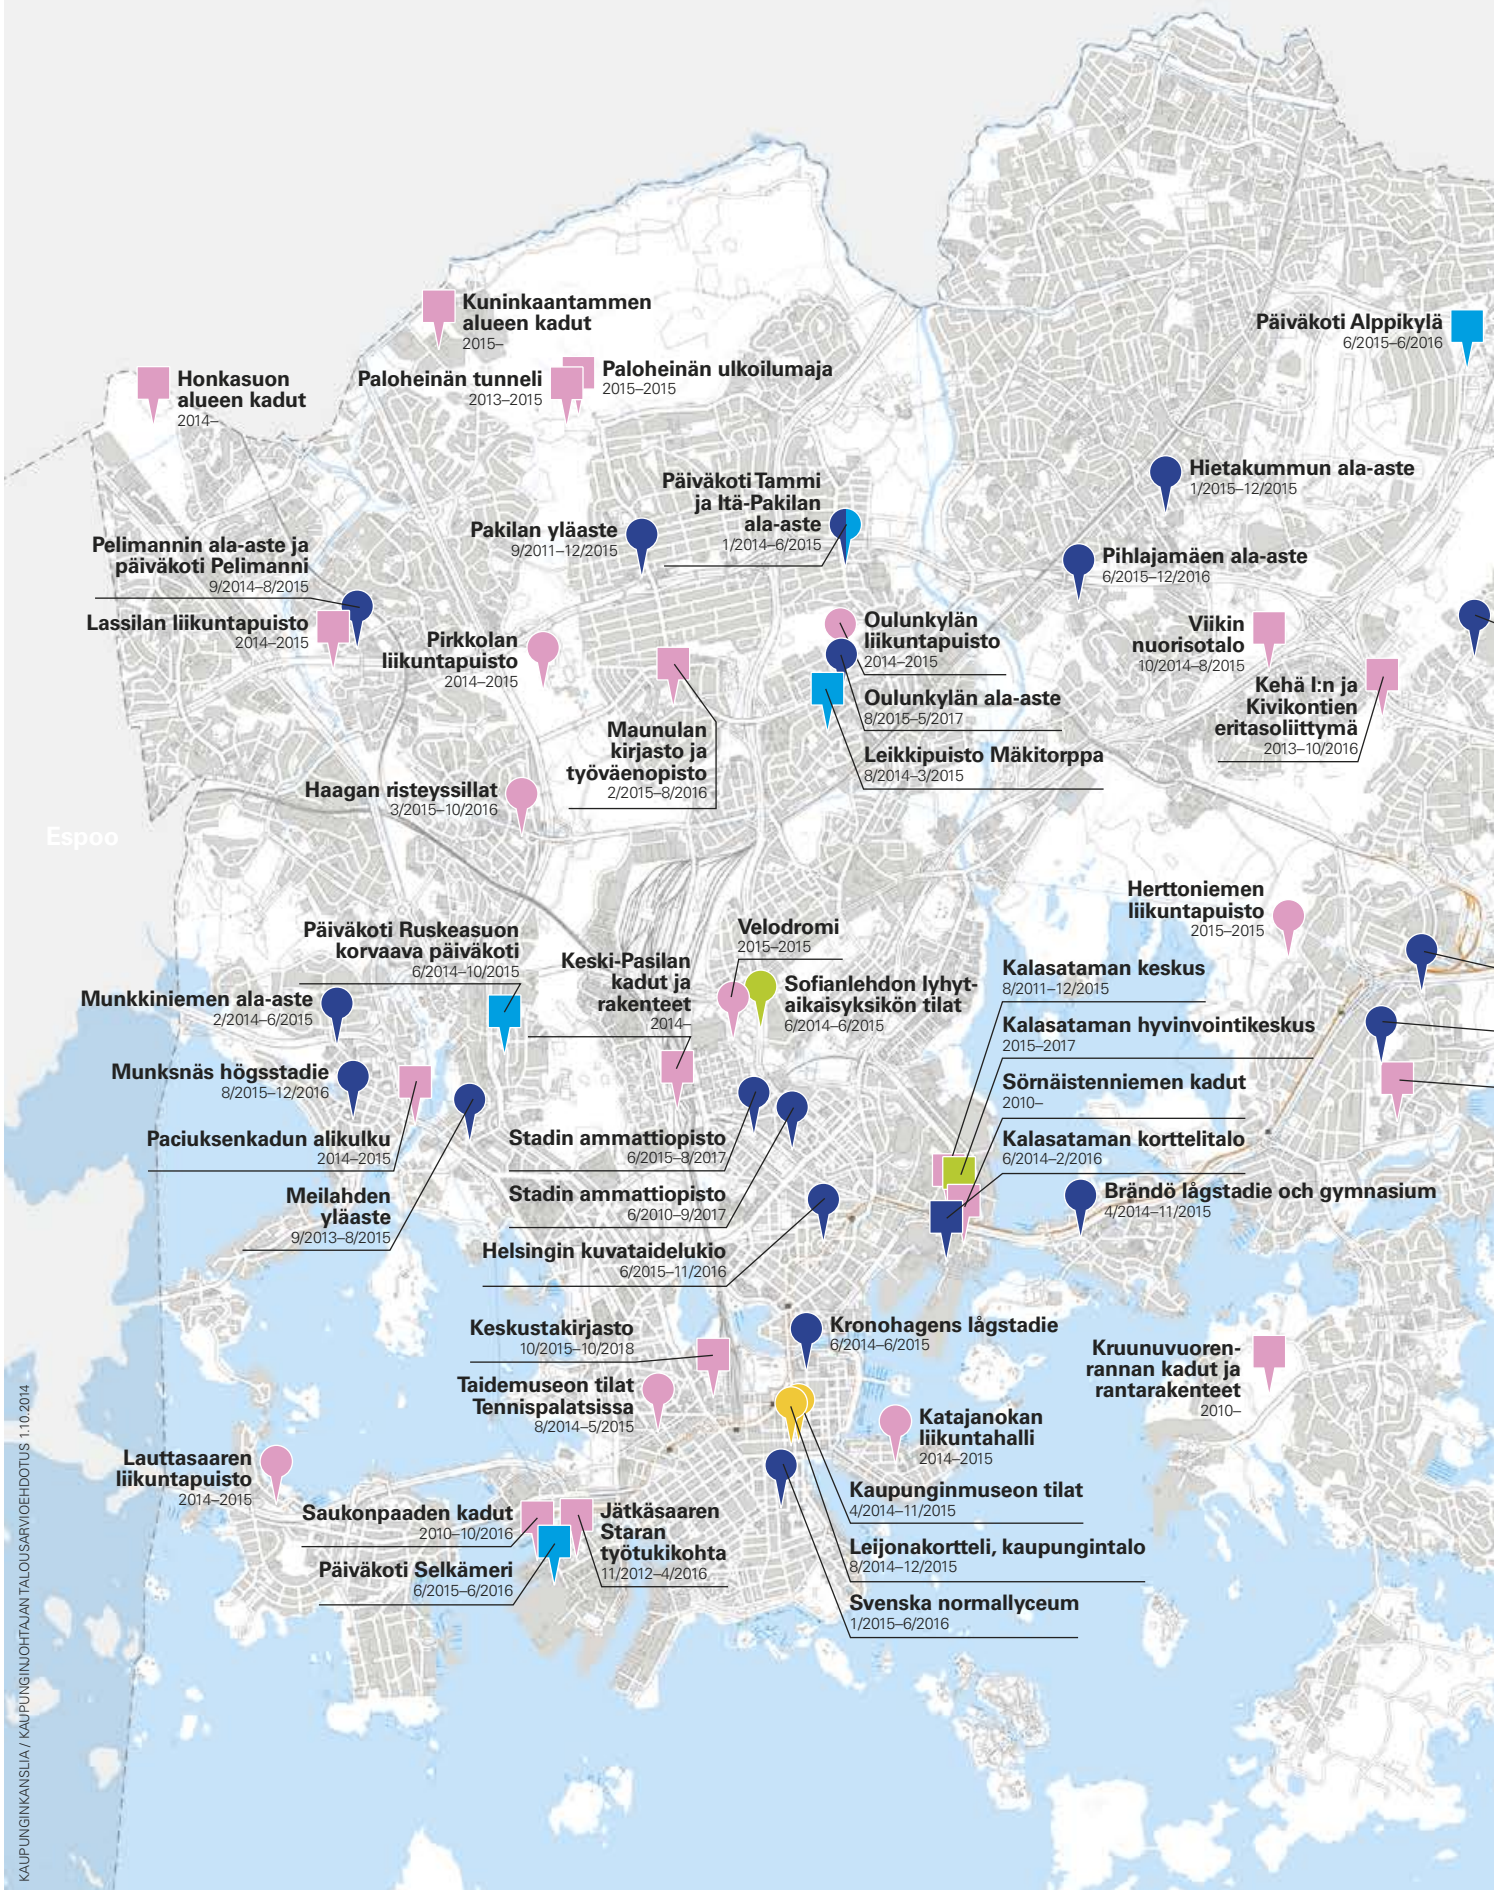 Kuninkaantammen
alueen kadut
2015–
Päiväkoti Alppikylä
6/2015–6/2016
Honkasuon
alueen kadut
2014–
Paloheinän tunneli
2013–2015
Paloheinän ulkoilumaja
2015–2015
Hietakummun ala-aste
1/2015–12/2015
Päiväkoti Tammi
ja Itä-Pakilan
ala-aste
1/2014–6/2015
Pakilan yläaste
9/2011–12/2015
Pelimannin ala-aste ja
päiväkoti Pelimanni
9/2014–8/2015
Pihlajamäen ala-aste
6/2015–12/2016
Lassilan liikuntapuisto
2014–2015
Pirkkolan
liikuntapuisto
2014–2015
Oulunkylän
liikuntapuisto
2014–2015
Viikin
nuorisotalo
10/2014–8/2015
Oulunkylän ala-aste
8/2015–5/2017
Kehä I:n ja
Kivikontien
eritasoliittymä
2013–10/2016
Maunulan
kirjasto ja
työväenopisto
2/2015–8/2016
Leikkipuisto Mäkitorppa
8/2014–3/2015
Haagan risteyssillat
3/2015–10/2016
Espoo
Herttoniemen
liikuntapuisto
2015–2015
Päiväkoti Ruskeasuon
korvaava päiväkoti
6/2014–10/2015
Velodromi
2015–2015
Keski-Pasilan
kadut ja
rakenteet
2014–
Sofianlehdon lyhyt-
aikaisyksikön tilat
6/2014–6/2015
Kalasataman keskus
8/2011–12/2015
Munkkiniemen ala-aste
2/2014–6/2015
Kalasataman hyvinvointikeskus
2015–2017
Munksnäs högsstadie
8/2015–12/2016
Sörnäistenniemen kadut
2010–
Paciuksenkadun alikulku
2014–2015
Stadin ammattiopisto
6/2015–8/2017
Kalasataman korttelitalo
6/2014–2/2016
Meilahden
yläaste
9/2013–8/2015
Stadin ammattiopisto
6/2010–9/2017
Brändö lågstadie och gymnasium
4/2014–11/2015
Helsingin kuvataidelukio
6/2015–11/2016
Keskustakirjasto
10/2015–10/2018
Kronohagens lågstadie
6/2014–6/2015
Kruunuvuoren-
rannan kadut ja
rantarakenteet
2010–
Taidemuseon tilat
Tennispalatsissa
8/2014–5/2015
Katajanokan
liikuntahalli
2014–2015
Lauttasaaren
liikuntapuisto
2014–2015
Kaupunginmuseon tilat
4/2014–11/2015
Saukonpaaden kadut
2010–10/2016
Jätkäsaaren
Staran
työtukikohta
11/2012–4/2016
Leijonakortteli, kaupungintalo
8/2014–12/2015
Päiväkoti Selkämeri
6/2015–6/2016
Svenska normallyceum
1/2015–6/2016
KAUPUNGINKANSLIA / KAUPUNGINJOHTAJAN TALOUSARVIOEHDOTUS 1.10.2014